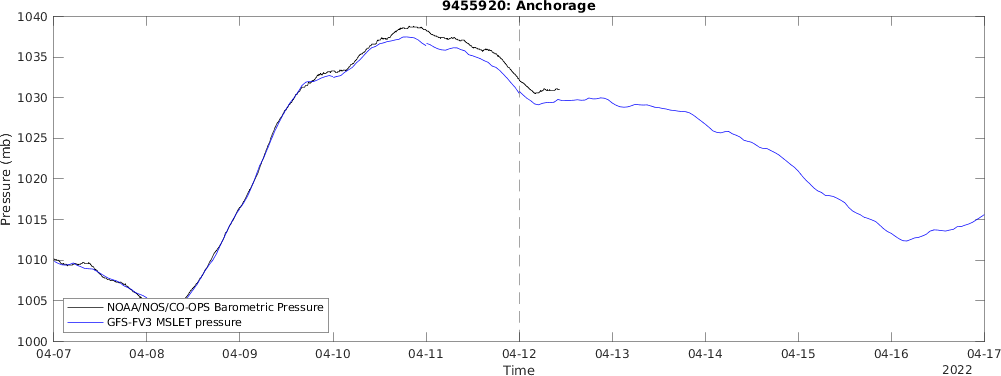 9455920: Anchorage
1040
1035
1030
1025
1020
1015
1010
1005
1000
Pressure (mb)
NOAA/NOS/CO-OPS Barometric Pressure
GFS-FV3 MSLET pressure
04-07 04-08 04-09 04-10 04-11 04-12 04-13 04-14 04-15 04-16 04-17
Time
2022